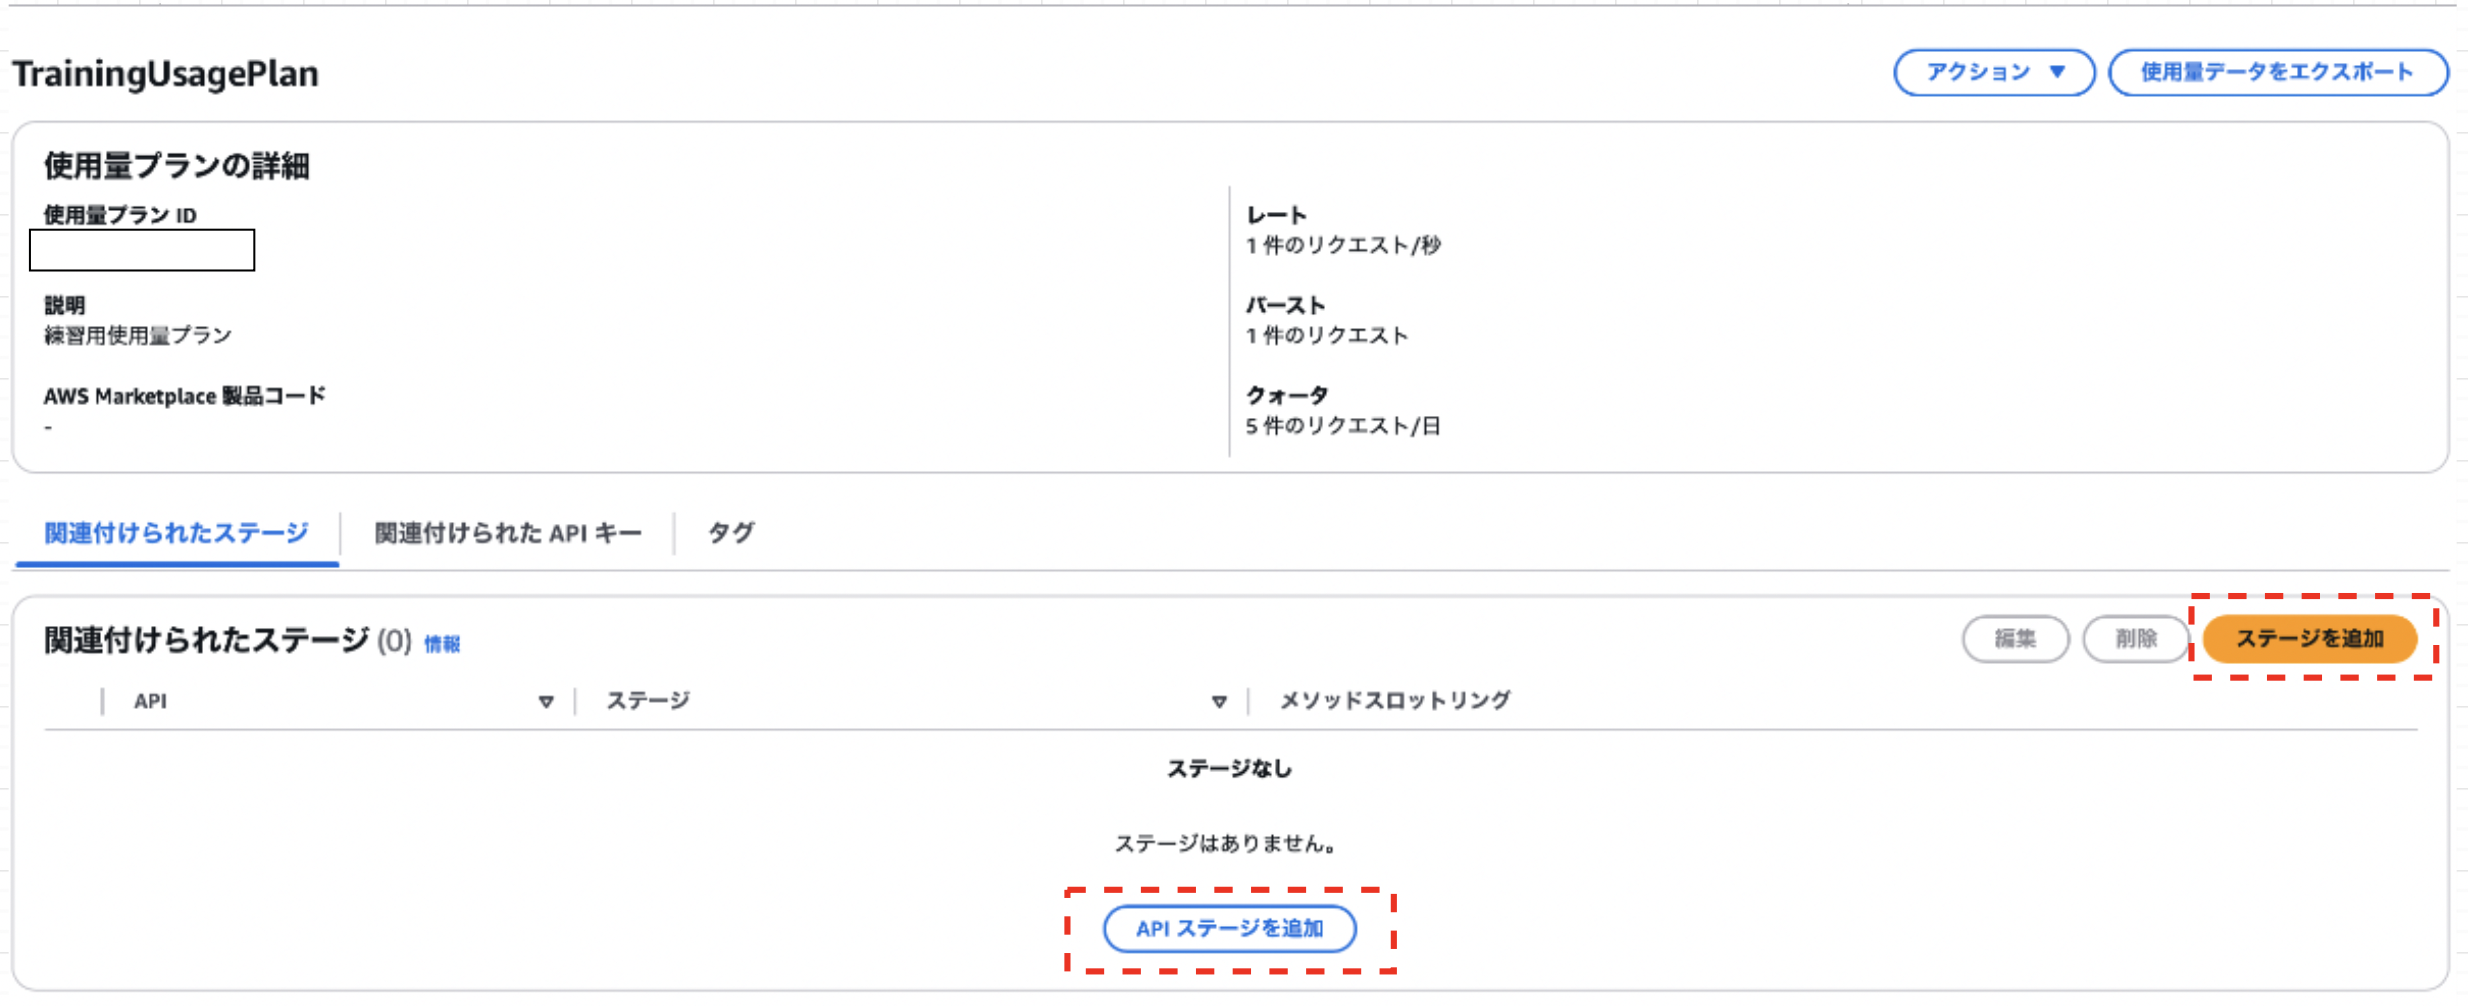 TrainingUsagePlan
アクション ▼
使用量データをエクスポート
使用量プランの詳細
使用量プラン ID
説明
練習用使用量プラン
AWS Marketplace 製品コード
-
レート
1 件のリクエスト/秒
バースト
1 件のリクエスト
クォータ
5 件のリクエスト/日
関連付けられたステージ
関連付けられた API キー
タグ
関連付けられたステージ (0) 情報
編集
削除
ステージを追加
API
ステージ
メソッドスロットリング
ステージなし
ステージはありません。
API ステージを追加